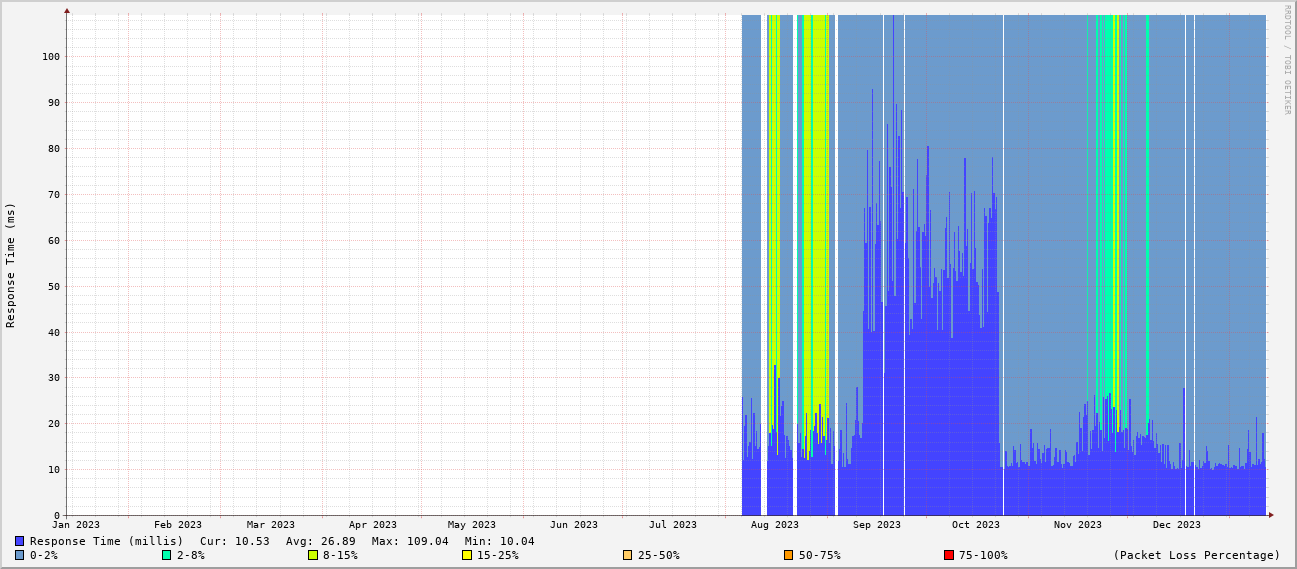 RRDTOOL / TOBI OETIKER
Response Time (ms)
100
90
80
70
60
50
40
30
20
10
0
Jan 2023 Feb 2023 Mar 2023 Apr 2023 May 2023 Jun 2023 Jul 2023 Aug 2023 Sep 2023 Oct 2023 Nov 2023 Dec 2023
Response Time (millis) Cur: 10.53 Avg: 26.89 Max: 109.04 Min: 10.04
0-2% 2-8% 8-15% 15-25% 25-50% 50-75% 75-100% (Packet Loss Percentage)